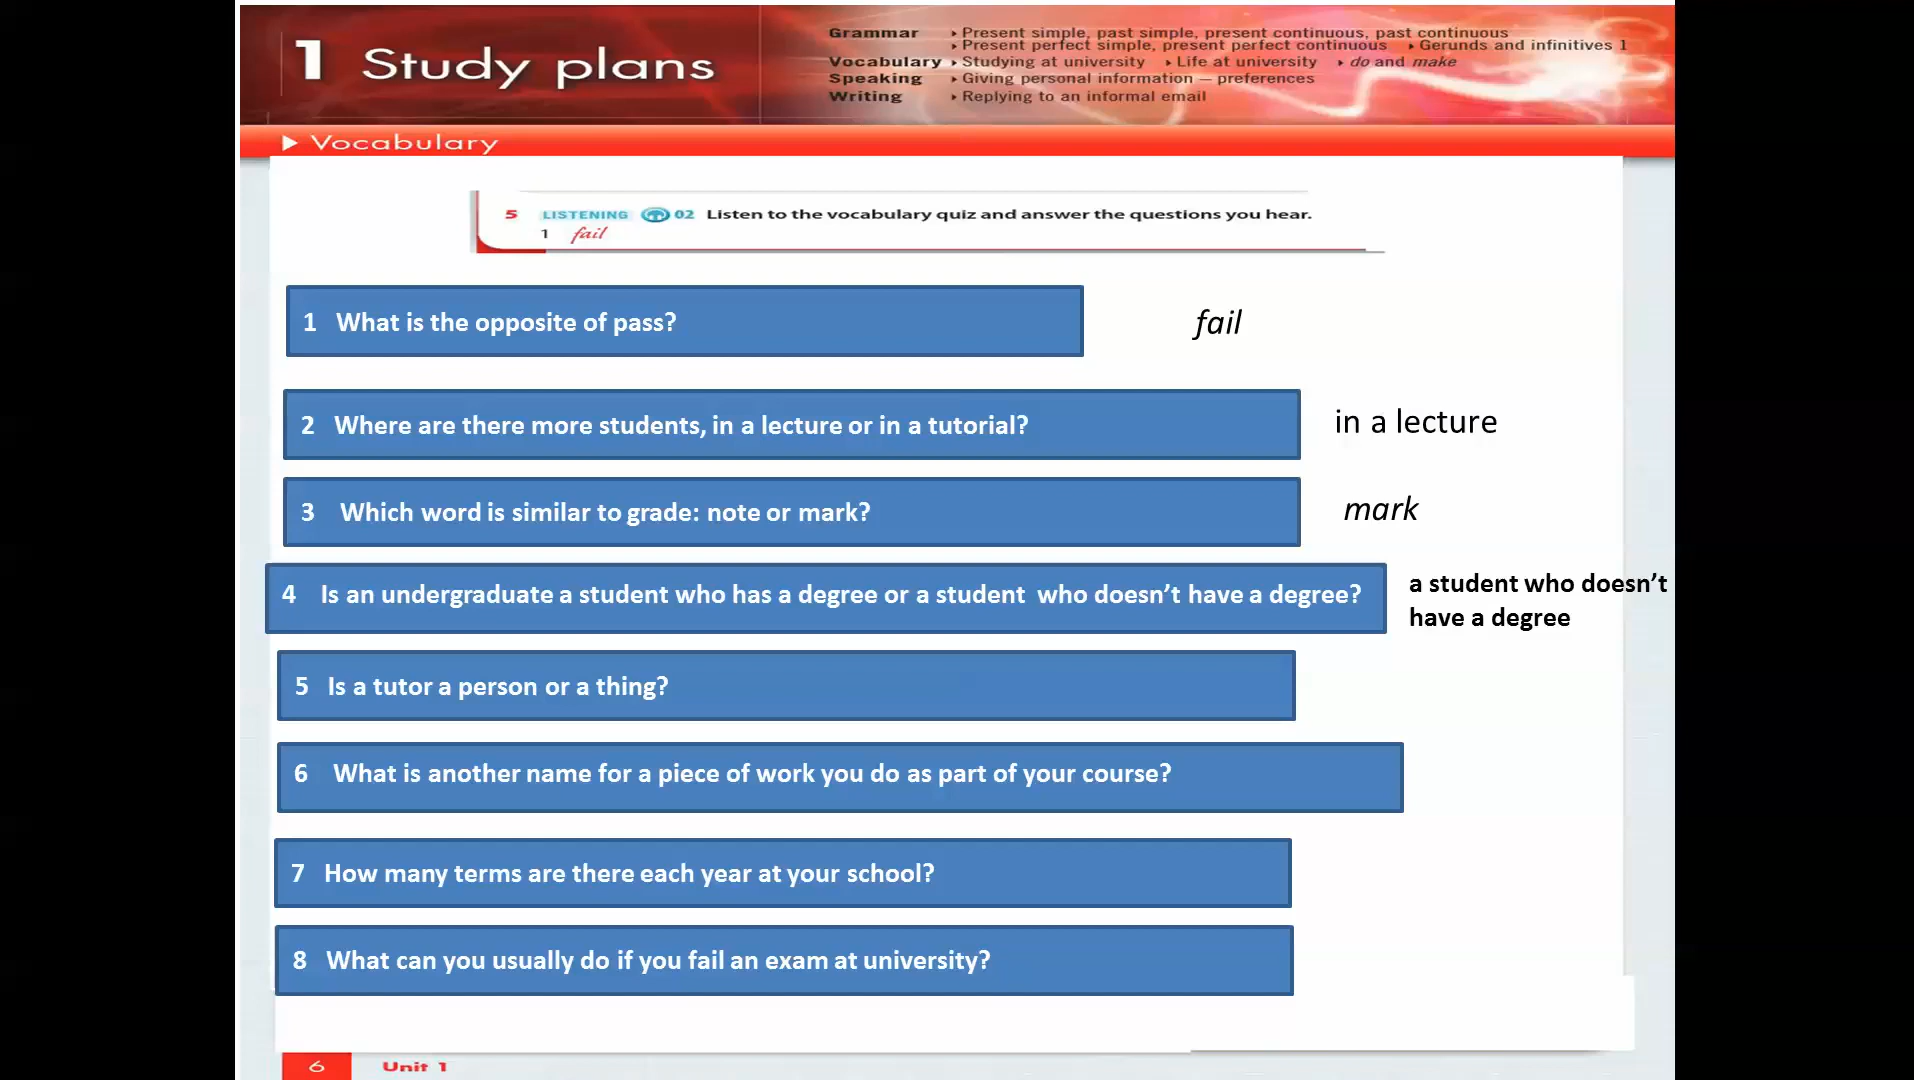 1 Study plans
Grammar ▸ Present simple, past simple, present continuous, past continuous
▸ Present perfect simple, present perfect continuous ▸ Gerunds and infinitives 1
Vocabulary ▸ Studying at university ▸ Life at university ▸ do and make
Speaking ▸ Giving personal information – preferences
Writing ▸ Replying to an informal email
▶ Vocabulary
5 LISTENING 02 Listen to the vocabulary quiz and answer the questions you hear.
1 fail
1 What is the opposite of pass?
fail
2 Where are there more students, in a lecture or in a tutorial?
in a lecture
3 Which word is similar to grade: note or mark?
mark
4 Is an undergraduate a student who has a degree or a student who doesn’t have a degree?
a student who doesn’t
have a degree
5 Is a tutor a person or a thing?
6 What is another name for a piece of work you do as part of your course?
7 How many terms are there each year at your school?
8 What can you usually do if you fail an exam at university?
6 Unit 1